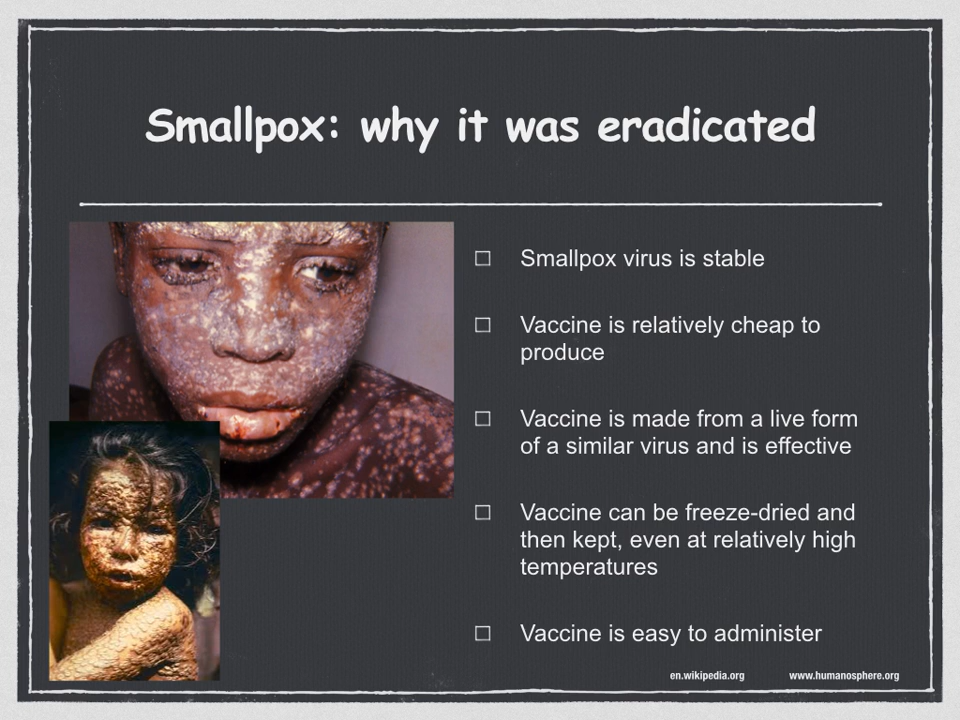 Smallpox: why it was eradicated
Smallpox virus is stable
Vaccine is relatively cheap to
produce
Vaccine is made from a live form
of a similar virus and is effective
Vaccine can be freeze-dried and
then kept, even at relatively high
temperatures
Vaccine is easy to administer
en.wikipedia.org
www.humanosphere.org